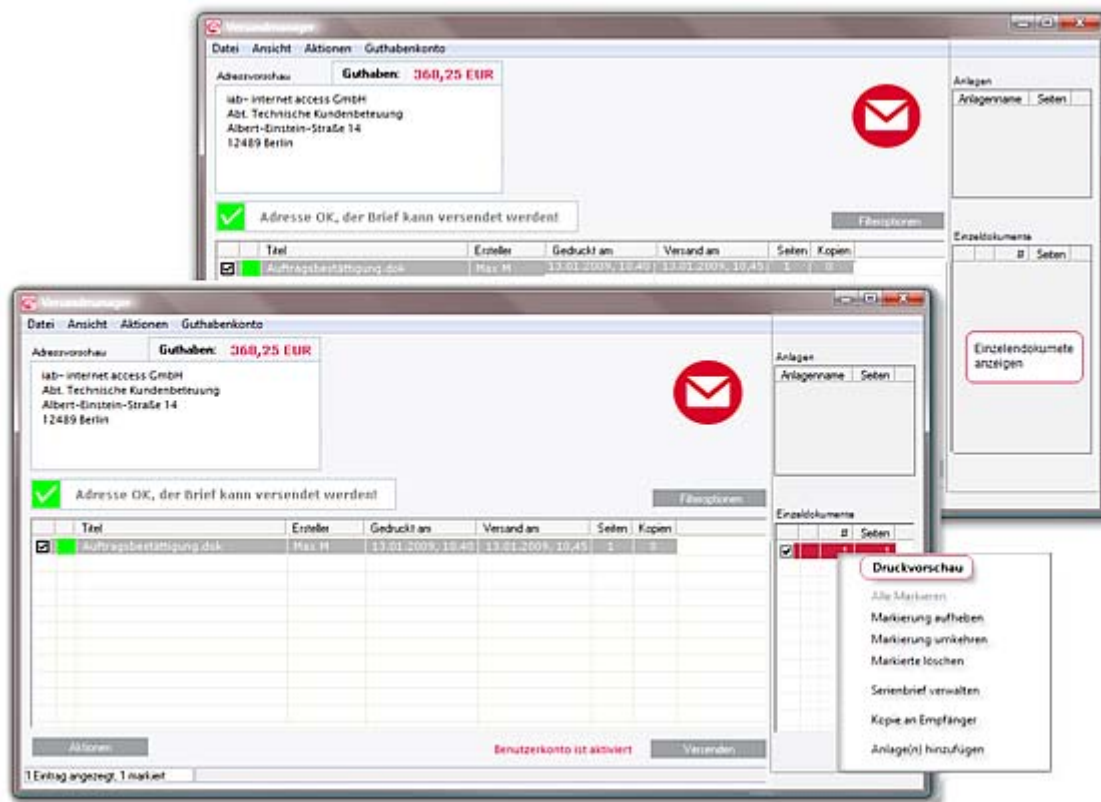 Versandmanager
Datei Ansicht Aktionen Guthabenkonto
Adressvorschau Guthaben: 368,25 EUR
iab- internet access GmbH
Abt. Technische Kundenbeteuung
Albert-Einstein-Straße 14
12489 Berlin
Adresse OK, der Brief kann versendet werden!
Filteroptionen
Titel Ersteller Gedruckt am Versand am Seiten Kopien
Auftragsbestättigung.dok Max M 13.01.2009, 10,40 13.01.2009, 10,45 1 0
Anlagen
Anlagenname Seiten
Einzeldokumente
# Seiten
Einzelendokumete
anzeigen
Versandmanager
Datei Ansicht Aktionen Guthabenkonto
Adressvorschau Guthaben: 368,25 EUR
iab- internet access GmbH
Abt. Technische Kundenbeteuung
Albert-Einstein-Straße 14
12489 Berlin
Adresse OK, der Brief kann versendet werden!
Filteroptionen
Titel Ersteller Gedruckt am Versand am Seiten Kopien
Auftragsbestättigung.dok Max M 13.01.2009, 10,40 13.01.2009, 10,45 1 0
Aktionen
Benutzerkonto ist aktiviert
Versenden
1 Eintrag angezeigt, 1 markiert
Anlagen
Anlagenname Seiten
Einzeldokumente
# Seiten
1 1
Druckvorschau
Alle Markieren
Markierung aufheben
Markierung umkehren
Markierte löschen
Serienbrief verwalten
Kopie an Empfänger
Anlage(n) hinzufügen